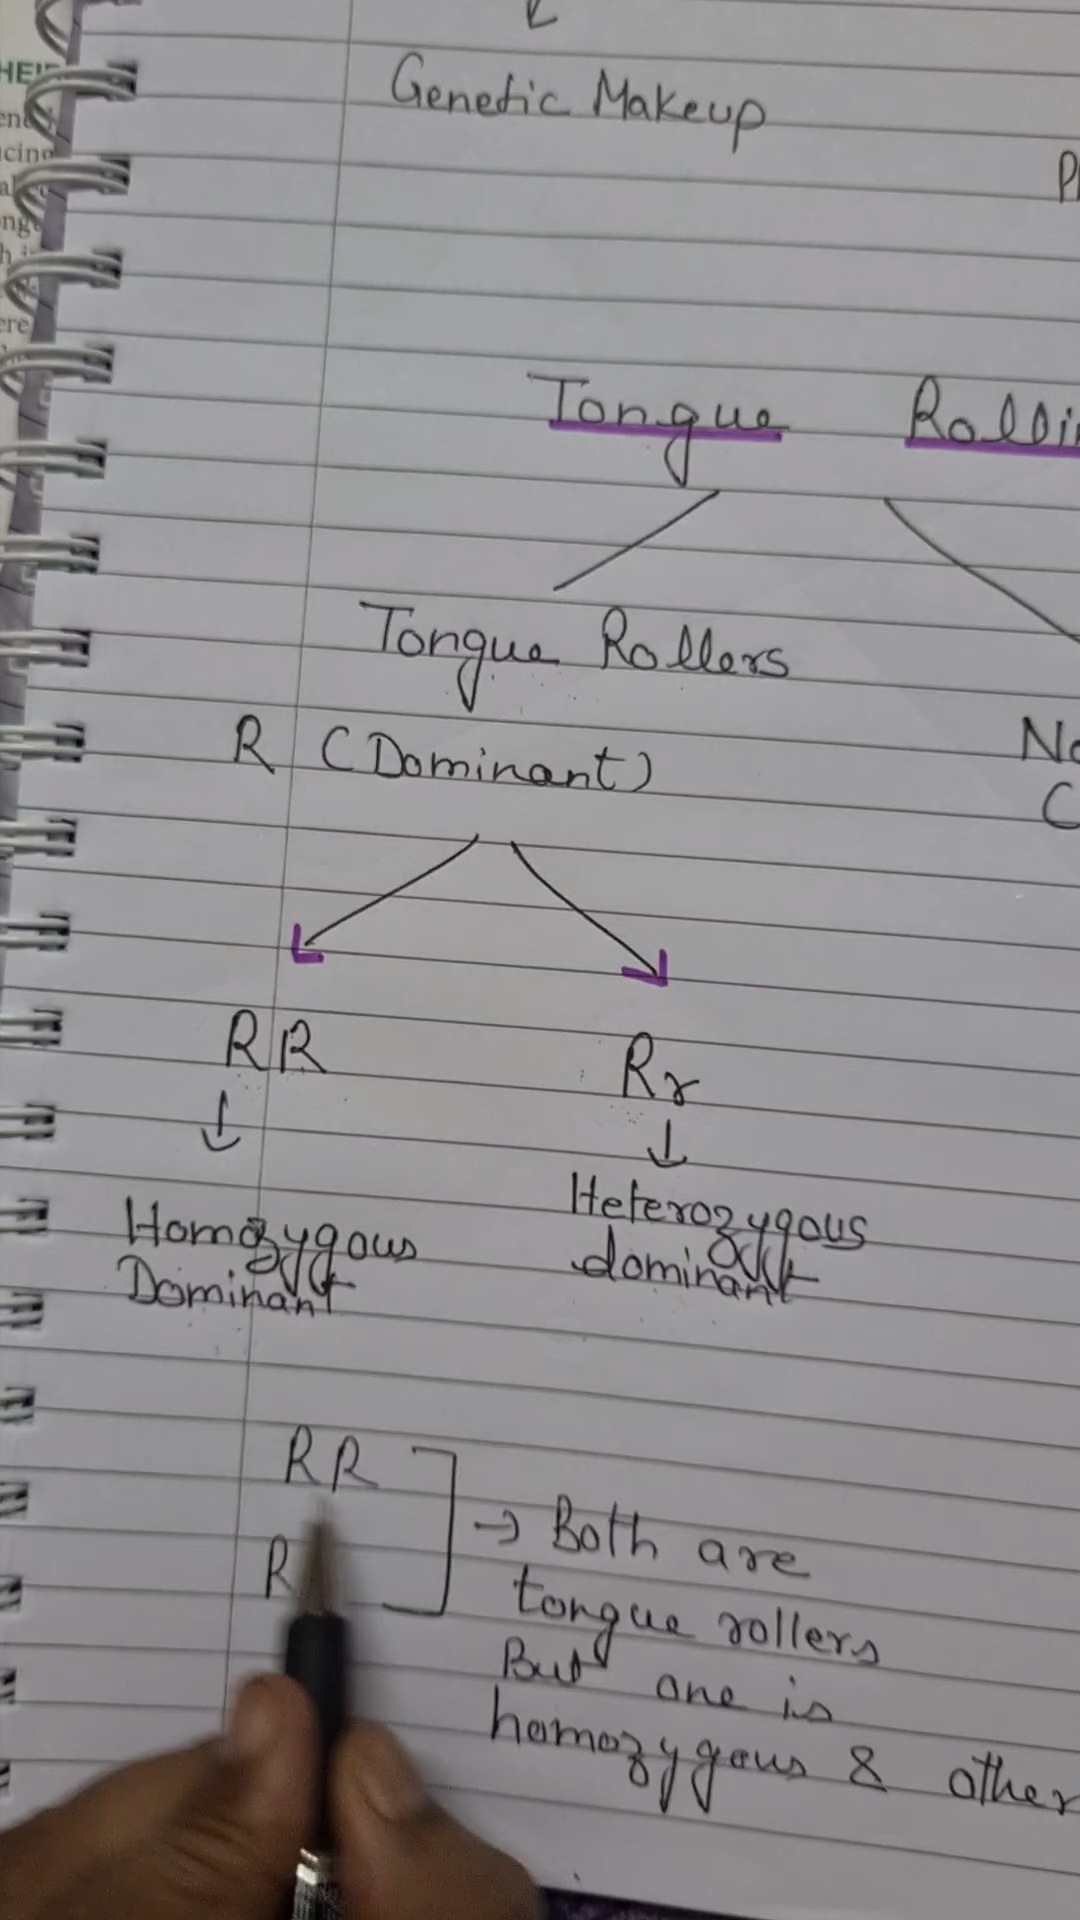 Genetic Makeup
Tongue Rolli
Tongue Rollers
R (Dominant)
RR Rr
Homozygous
Dominant
Heterozygous
dominant
RR
R
→ Both are
tongue rollers
But one is
homozygous & other